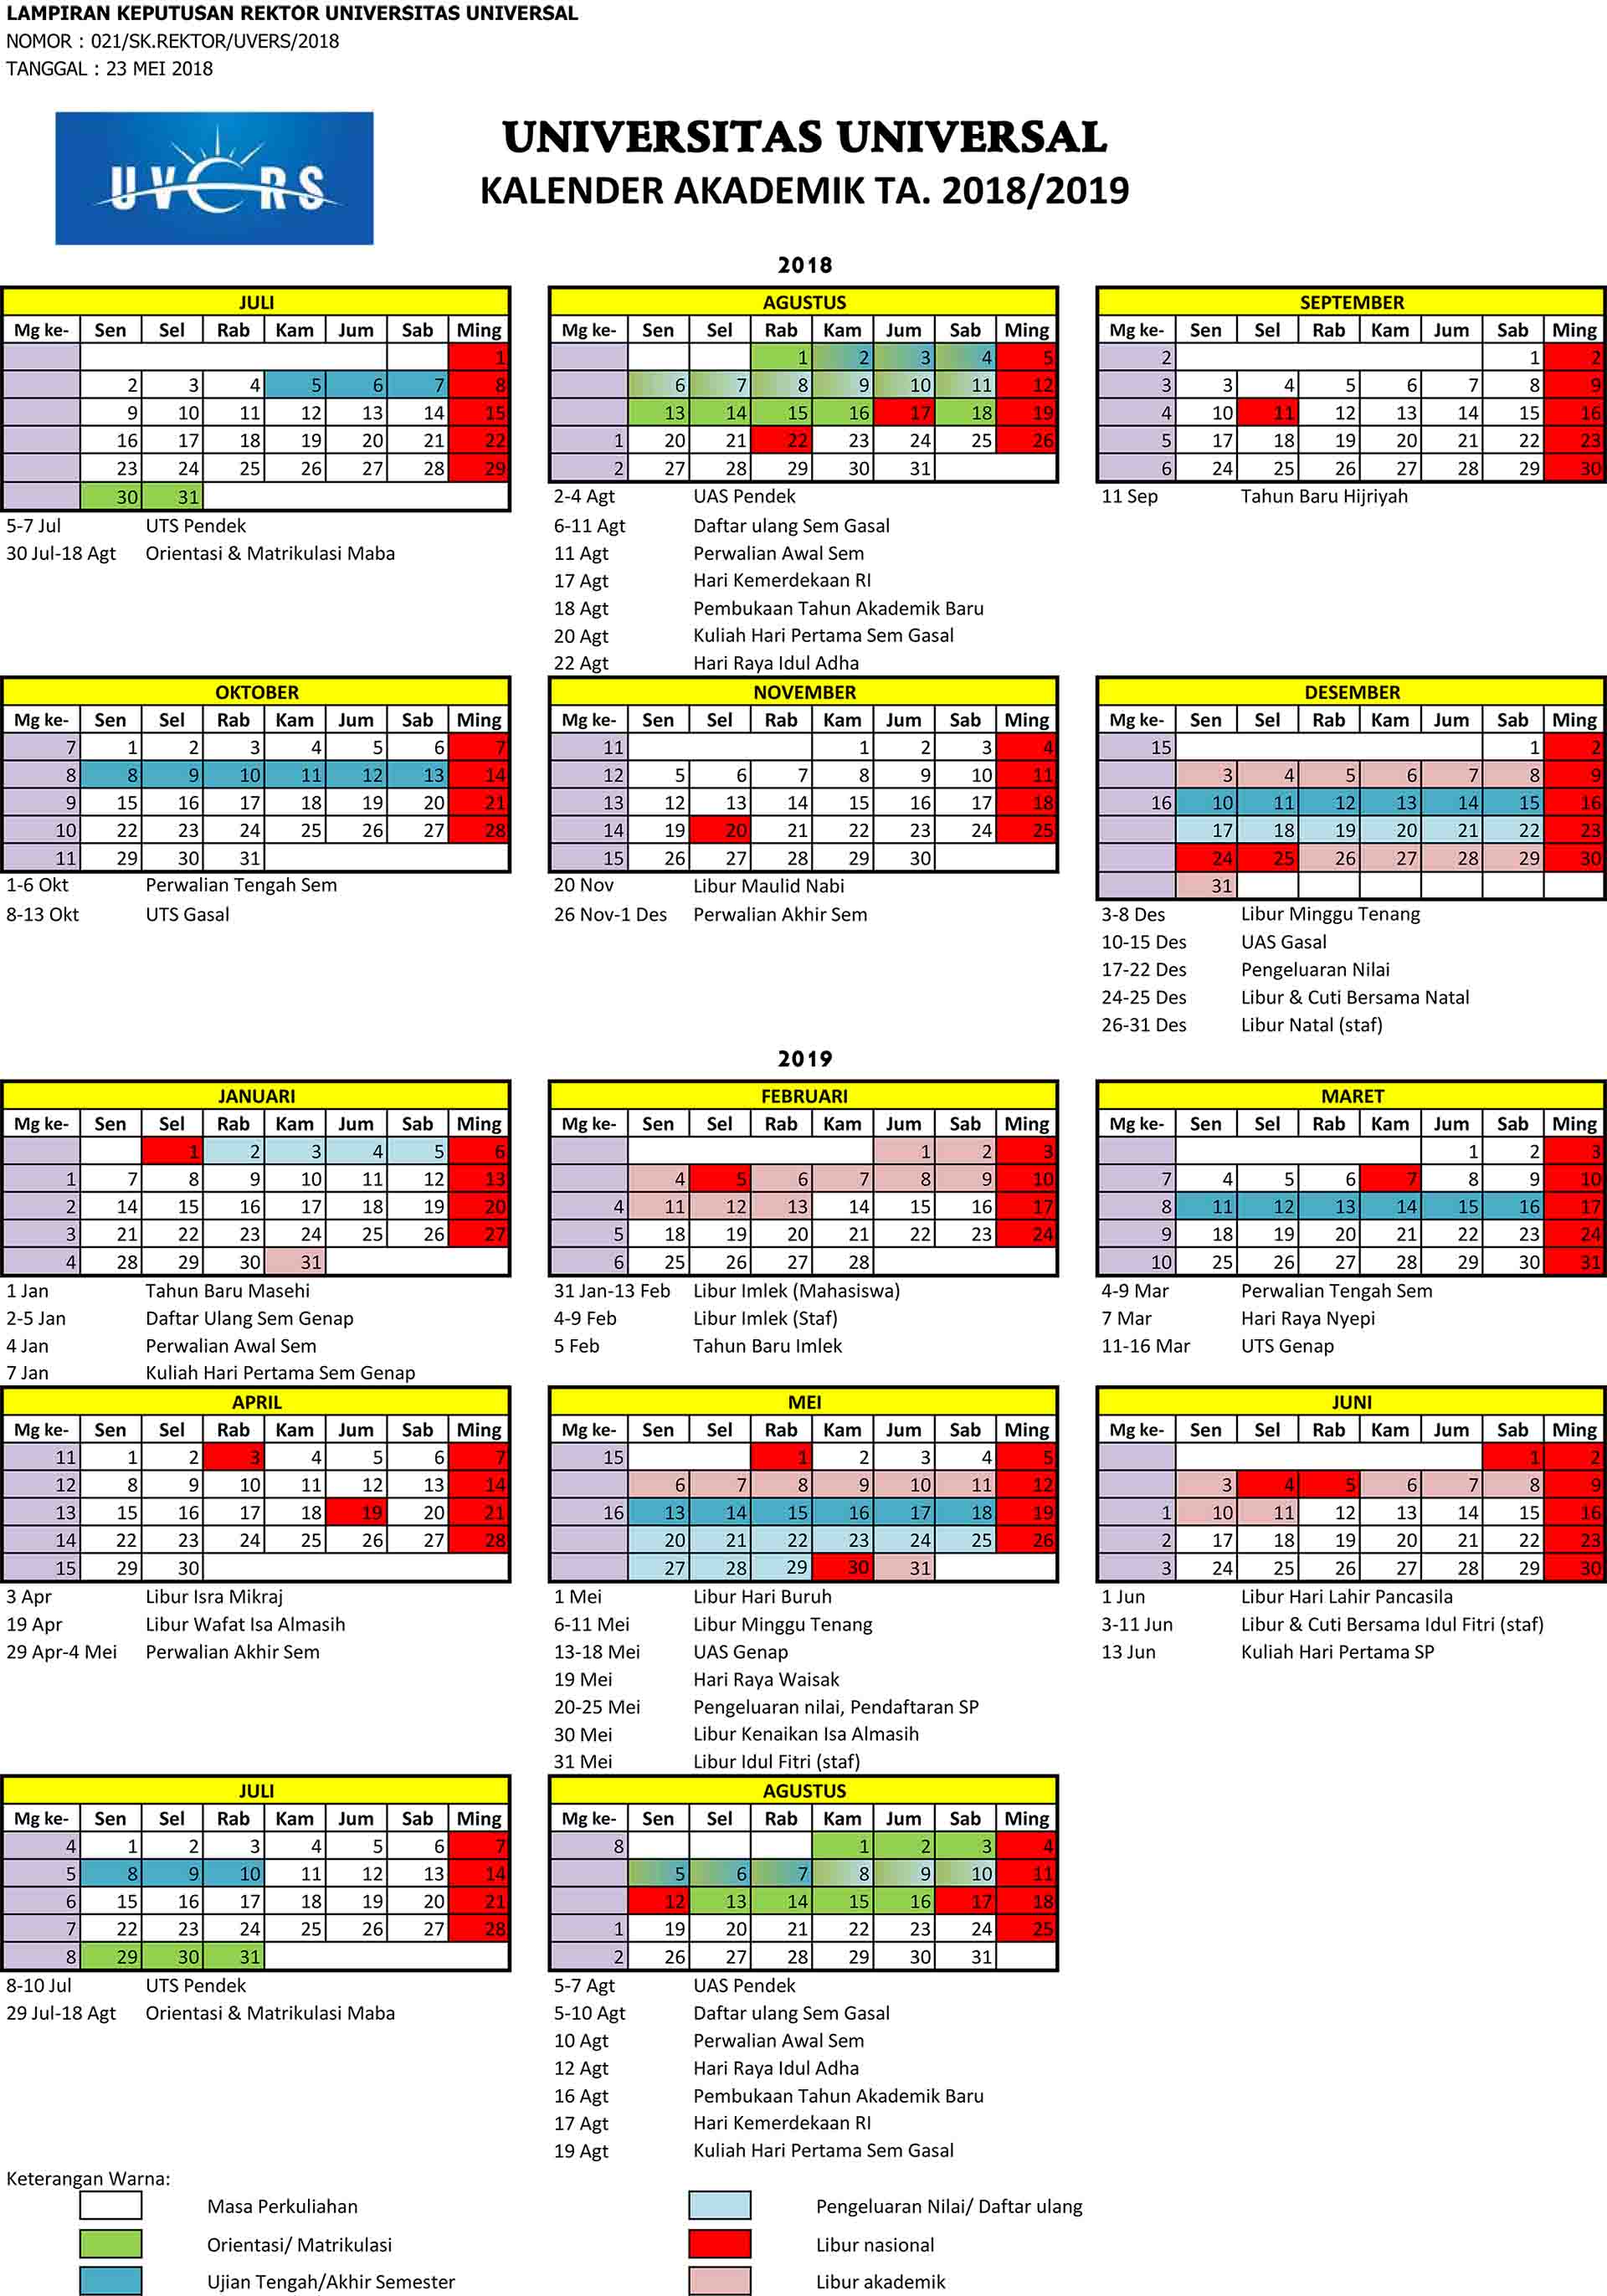 LAMPIRAN KEPUTUSAN REKTOR UNIVERSITAS UNIVERSAL
NOMOR : 021/SK.REKTOR/UVERS/2018
TANGGAL : 23 MEI 2018
UVERS
UNIVERSITAS UNIVERSAL
KALENDER AKADEMIK TA. 2018/2019
2018
JULI
Mg ke- Sen Sel Rab Kam Jum Sab Ming
1
2 3 4 5 6 7 8
9 10 11 12 13 14 15
16 17 18 19 20 21 22
23 24 25 26 27 28 29
30 31
5-7 Jul UTS Pendek
30 Jul-18 Agt Orientasi & Matrikulasi Maba
AGUSTUS
Mg ke- Sen Sel Rab Kam Jum Sab Ming
1 2 3 4 5
6 7 8 9 10 11 12
13 14 15 16 17 18 19
1 20 21 22 23 24 25 26
2 27 28 29 30 31
2-4 Agt UAS Pendek
6-11 Agt Daftar ulang Sem Gasal
11 Agt Perwalian Awal Sem
17 Agt Hari Kemerdekaan RI
18 Agt Pembukaan Tahun Akademik Baru
20 Agt Kuliah Hari Pertama Sem Gasal
22 Agt Hari Raya Idul Adha
SEPTEMBER
Mg ke- Sen Sel Rab Kam Jum Sab Ming
2 1 2
3 3 4 5 6 7 8 9
4 10 11 12 13 14 15 16
5 17 18 19 20 21 22 23
6 24 25 26 27 28 29 30
11 Sep Tahun Baru Hijriyah
OKTOBER
Mg ke- Sen Sel Rab Kam Jum Sab Ming
7 1 2 3 4 5 6 7
8 8 9 10 11 12 13 14
9 15 16 17 18 19 20 21
10 22 23 24 25 26 27 28
11 29 30 31
1-6 Okt Perwalian Tengah Sem
8-13 Okt UTS Gasal
NOVEMBER
Mg ke- Sen Sel Rab Kam Jum Sab Ming
11 1 2 3 4
12 5 6 7 8 9 10 11
13 12 13 14 15 16 17 18
14 19 20 21 22 23 24 25
15 26 27 28 29 30
20 Nov Libur Maulid Nabi
26 Nov-1 Des Perwalian Akhir Sem
DESEMBER
Mg ke- Sen Sel Rab Kam Jum Sab Ming
15 1 2
3 4 5 6 7 8 9
16 10 11 12 13 14 15 16
17 18 19 20 21 22 23
24 25 26 27 28 29 30
31
3-8 Des Libur Minggu Tenang
10-15 Des UAS Gasal
17-22 Des Pengeluaran Nilai
24-25 Des Libur & Cuti Bersama Natal
26-31 Des Libur Natal (staf)
2019
JANUARI
Mg ke- Sen Sel Rab Kam Jum Sab Ming
1 2 3 4 5 6
1 7 8 9 10 11 12 13
2 14 15 16 17 18 19 20
3 21 22 23 24 25 26 27
4 28 29 30 31
1 Jan Tahun Baru Masehi
2-5 Jan Daftar Ulang Sem Genap
4 Jan Perwalian Awal Sem
7 Jan Kuliah Hari Pertama Sem Genap
FEBRUARI
Mg ke- Sen Sel Rab Kam Jum Sab Ming
1 2 3
4 5 6 7 8 9 10
4 11 12 13 14 15 16 17
5 18 19 20 21 22 23 24
6 25 26 27 28
31 Jan-13 Feb Libur Imlek (Mahasiswa)
4-9 Feb Libur Imlek (Staf)
5 Feb Tahun Baru Imlek
MARET
Mg ke- Sen Sel Rab Kam Jum Sab Ming
1 2 3
7 4 5 6 7 8 9 10
8 11 12 13 14 15 16 17
9 18 19 20 21 22 23 24
10 25 26 27 28 29 30 31
4-9 Mar Perwalian Tengah Sem
7 Mar Hari Raya Nyepi
11-16 Mar UTS Genap
APRIL
Mg ke- Sen Sel Rab Kam Jum Sab Ming
11 1 2 3 4 5 6 7
12 8 9 10 11 12 13 14
13 15 16 17 18 19 20 21
14 22 23 24 25 26 27 28
15 29 30
3 Apr Libur Isra Mikraj
19 Apr Libur Wafat Isa Almasih
29 Apr-4 Mei Perwalian Akhir Sem
MEI
Mg ke- Sen Sel Rab Kam Jum Sab Ming
15 1 2 3 4 5
6 7 8 9 10 11 12
16 13 14 15 16 17 18 19
20 21 22 23 24 25 26
27 28 29 30 31
1 Mei Libur Hari Buruh
6-11 Mei Libur Minggu Tenang
13-18 Mei UAS Genap
19 Mei Hari Raya Waisak
20-25 Mei Pengeluaran nilai, Pendaftaran SP
30 Mei Libur Kenaikan Isa Almasih
31 Mei Libur Idul Fitri (staf)
JUNI
Mg ke- Sen Sel Rab Kam Jum Sab Ming
1 2
3 4 5 6 7 8 9
1 10 11 12 13 14 15 16
2 17 18 19 20 21 22 23
3 24 25 26 27 28 29 30
1 Jun Libur Hari Lahir Pancasila
3-11 Jun Libur & Cuti Bersama Idul Fitri (staf)
13 Jun Kuliah Hari Pertama SP
JULI
Mg ke- Sen Sel Rab Kam Jum Sab Ming
4 1 2 3 4 5 6 7
5 8 9 10 11 12 13 14
6 15 16 17 18 19 20 21
7 22 23 24 25 26 27 28
8 29 30 31
8-10 Jul UTS Pendek
29 Jul-18 Agt Orientasi & Matrikulasi Maba
AGUSTUS
Mg ke- Sen Sel Rab Kam Jum Sab Ming
8 1 2 3 4
5 6 7 8 9 10 11
12 13 14 15 16 17 18
1 19 20 21 22 23 24 25
2 26 27 28 29 30 31
5-7 Agt UAS Pendek
5-10 Agt Daftar ulang Sem Gasal
10 Agt Perwalian Awal Sem
12 Agt Hari Raya Idul Adha
16 Agt Pembukaan Tahun Akademik Baru
17 Agt Hari Kemerdekaan RI
19 Agt Kuliah Hari Pertama Sem Gasal
Keterangan Warna:
Masa Perkuliahan
Orientasi/ Matrikulasi
Ujian Tengah/Akhir Semester
Pengeluaran Nilai/ Daftar ulang
Libur nasional
Libur akademik